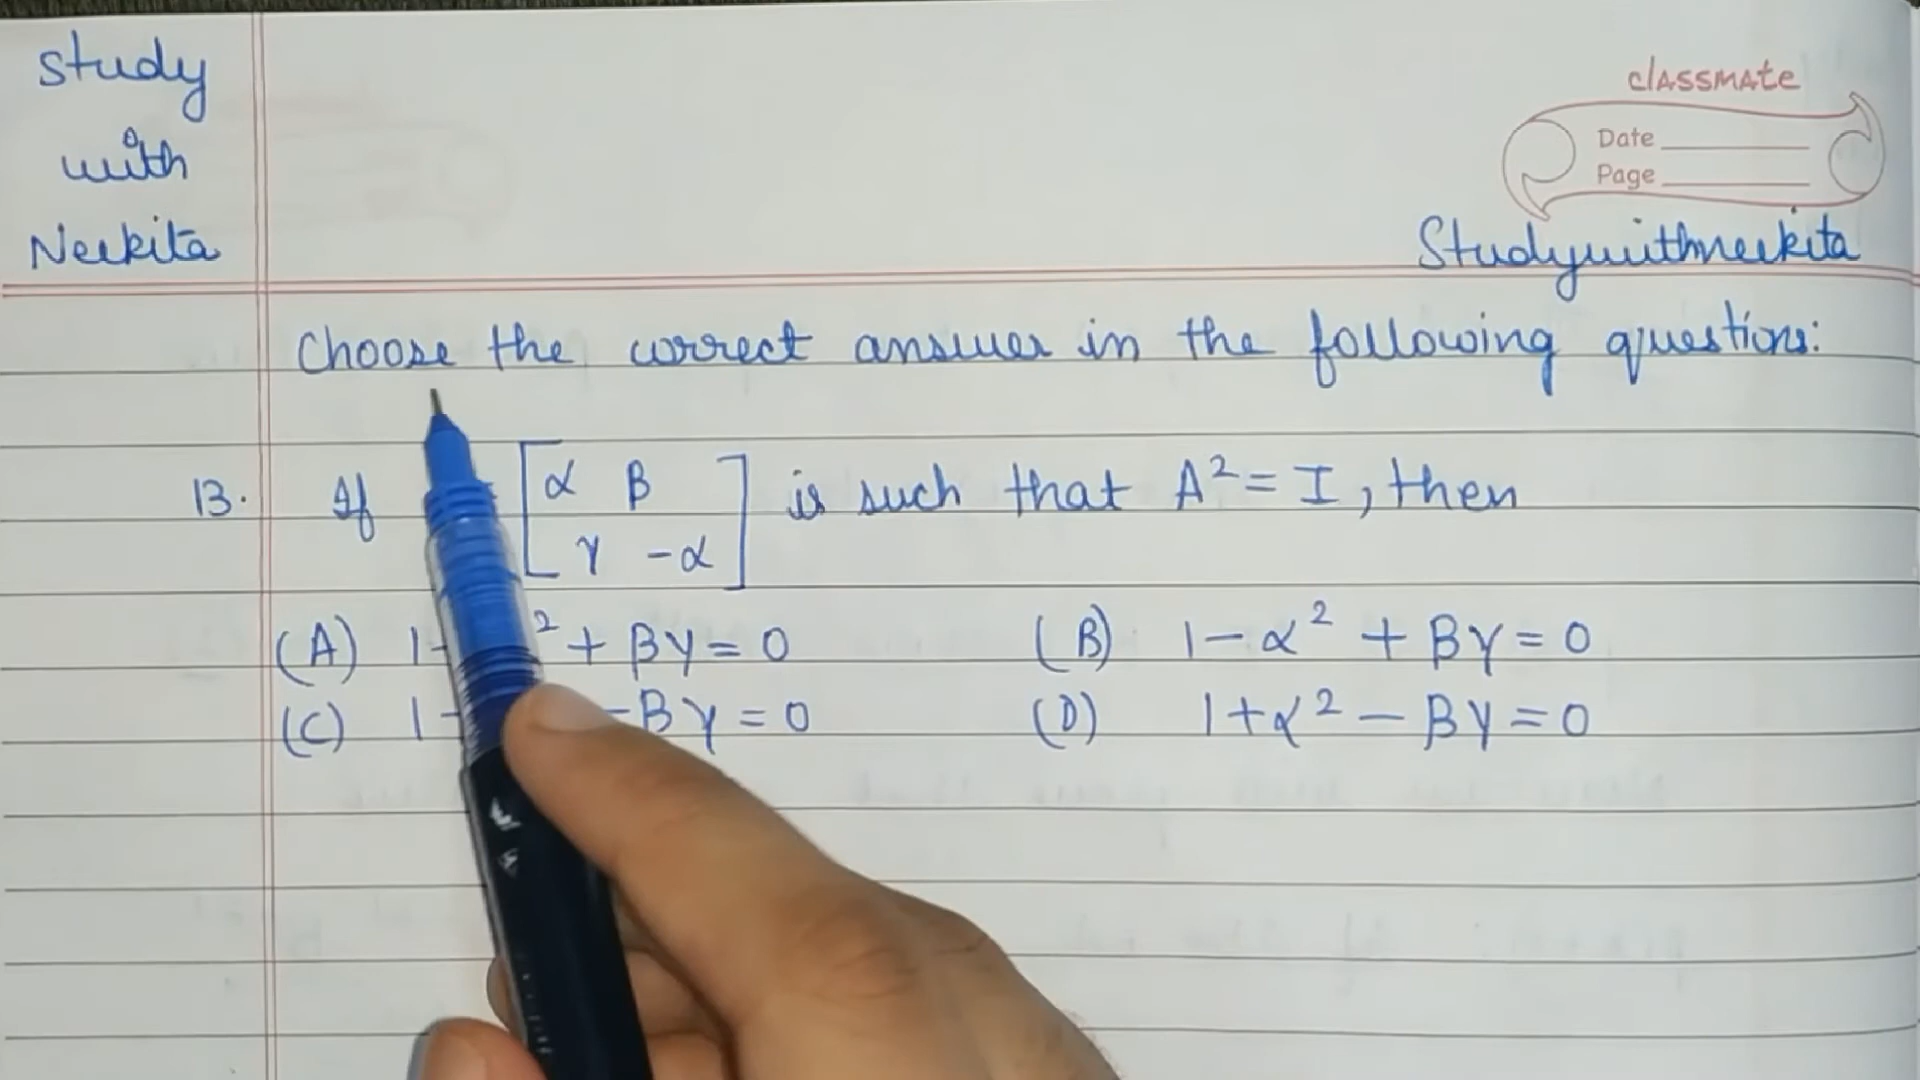 study
with
Neekita
classmate
Date
Page
Studywithneekita
Choose the correct answer in the following questions:
13. If [α β
γ -α] is such that A² = I, then
(A) 1- ² + βγ = 0 (B) 1 - α² + βγ = 0
(C) 1 - βγ = 0 (D) 1 + α² - βγ = 0